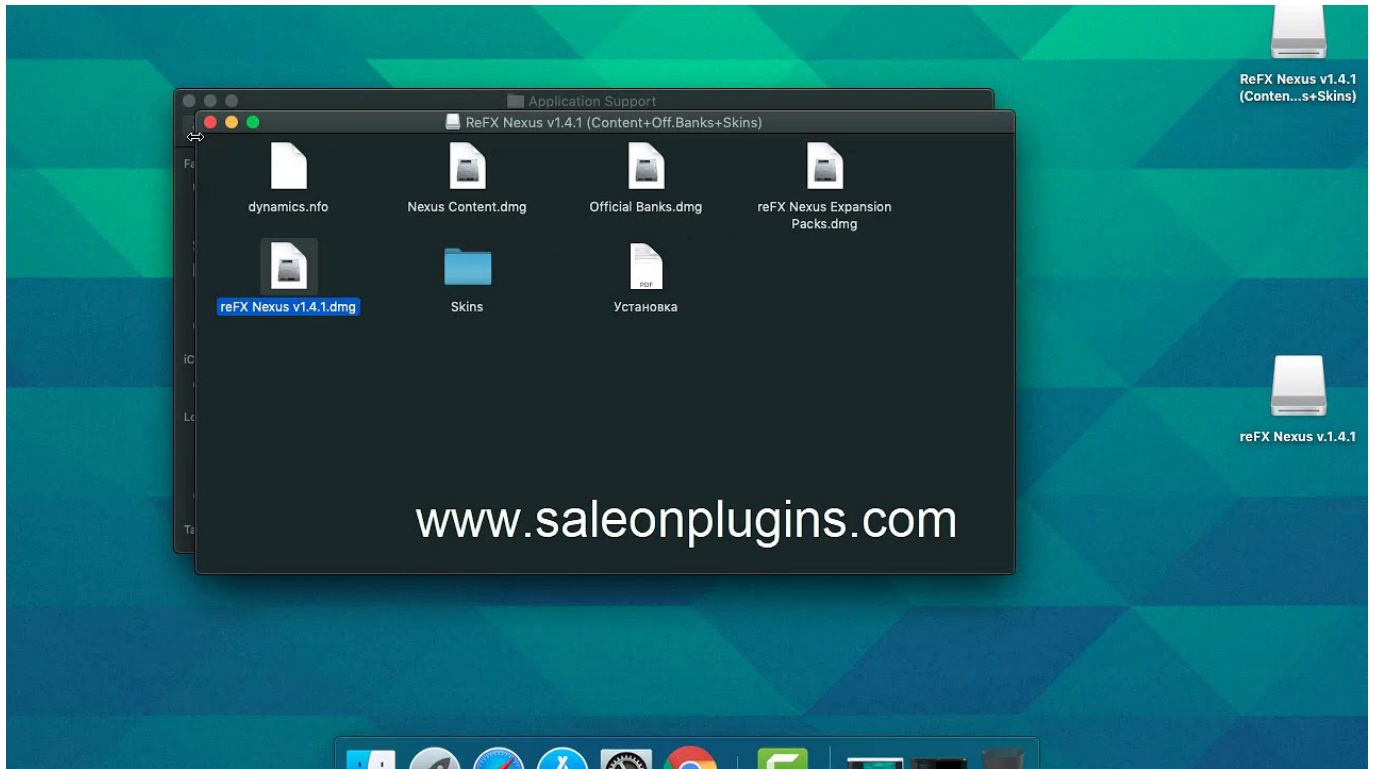 ReFX Nexus v1.4.1
(Conten...s+Skins)
Application Support
ReFX Nexus v1.4.1 (Content+Off.Banks+Skins)
dynamics.nfo
Nexus Content.dmg
Official Banks.dmg
reFX Nexus Expansion
Packs.dmg
reFX Nexus v1.4.1.dmg
Skins
PDF
Установка
reFX Nexus v.1.4.1
www.saleonplugins.com